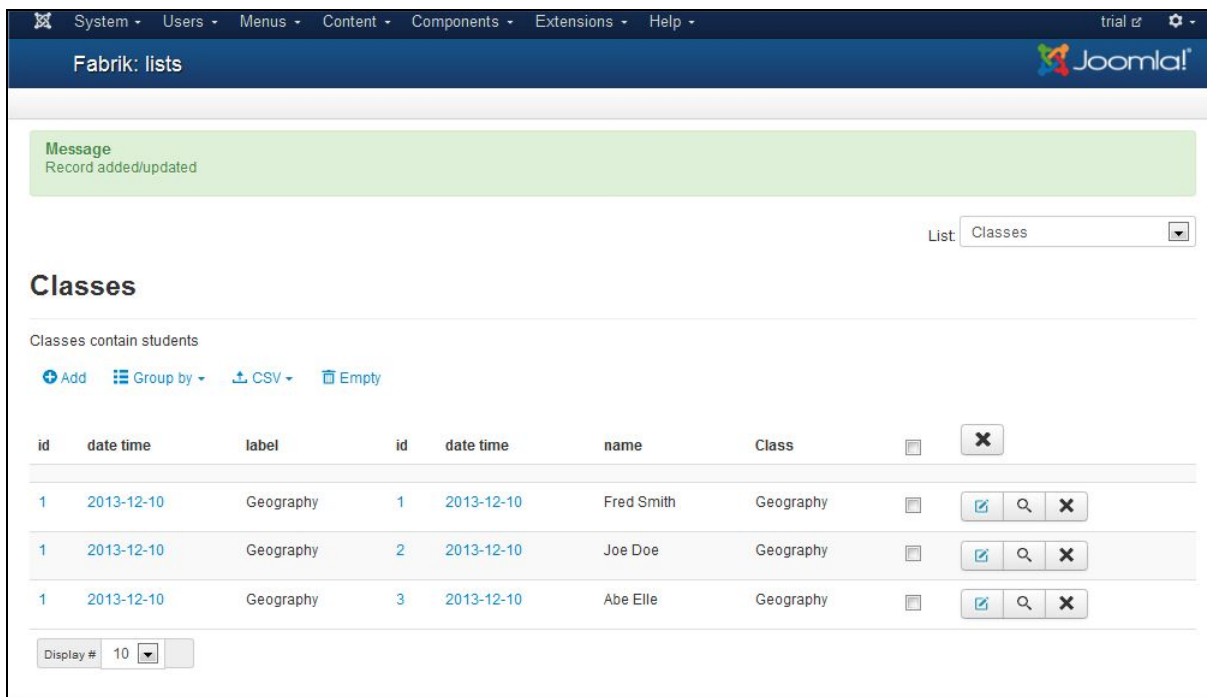 System Users Menus Content Components Extensions Help trial
Fabrik: lists Joomla!
Message
Record added/updated
List: Classes
Classes
Classes contain students
Add Group by CSV Empty
id date time label id date time name Class
1 2013-12-10 Geography 1 2013-12-10 Fred Smith Geography
1 2013-12-10 Geography 2 2013-12-10 Joe Doe Geography
1 2013-12-10 Geography 3 2013-12-10 Abe Elle Geography
Display # 10